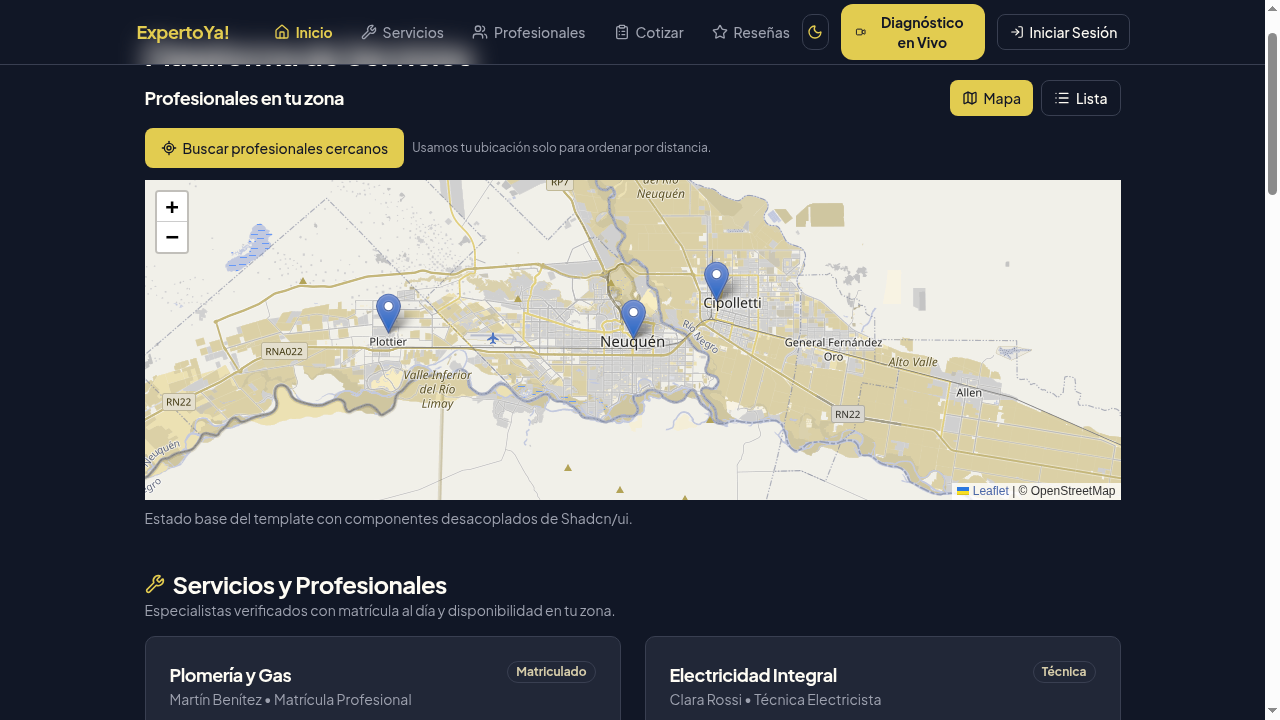 ExpertoYa!
Inicio
Servicios
Profesionales
Cotizar
Reseñas
Diagnóstico
en Vivo
Iniciar Sesión
Profesionales en tu zona
Mapa
Lista
Buscar profesionales cercanos
Usamos tu ubicación solo para ordenar por distancia.
+
−
RP7
del Río
Neuquén
Cipolletti
Plottier
Neuquén
Río Negro
General Fernández
Oro
Alto Valle
RNA022
Valle Inferior
del Río
Limay
Allen
RN22
RN22
Neuquén
egro
Leaflet | © OpenStreetMap
Estado base del template con componentes desacoplados de Shadcn/ui.
Servicios y Profesionales
Especialistas verificados con matrícula al día y disponibilidad en tu zona.
Plomería y Gas
Matriculado
Martín Benítez • Matrícula Profesional
Electricidad Integral
Técnica
Clara Rossi • Técnica Electricista